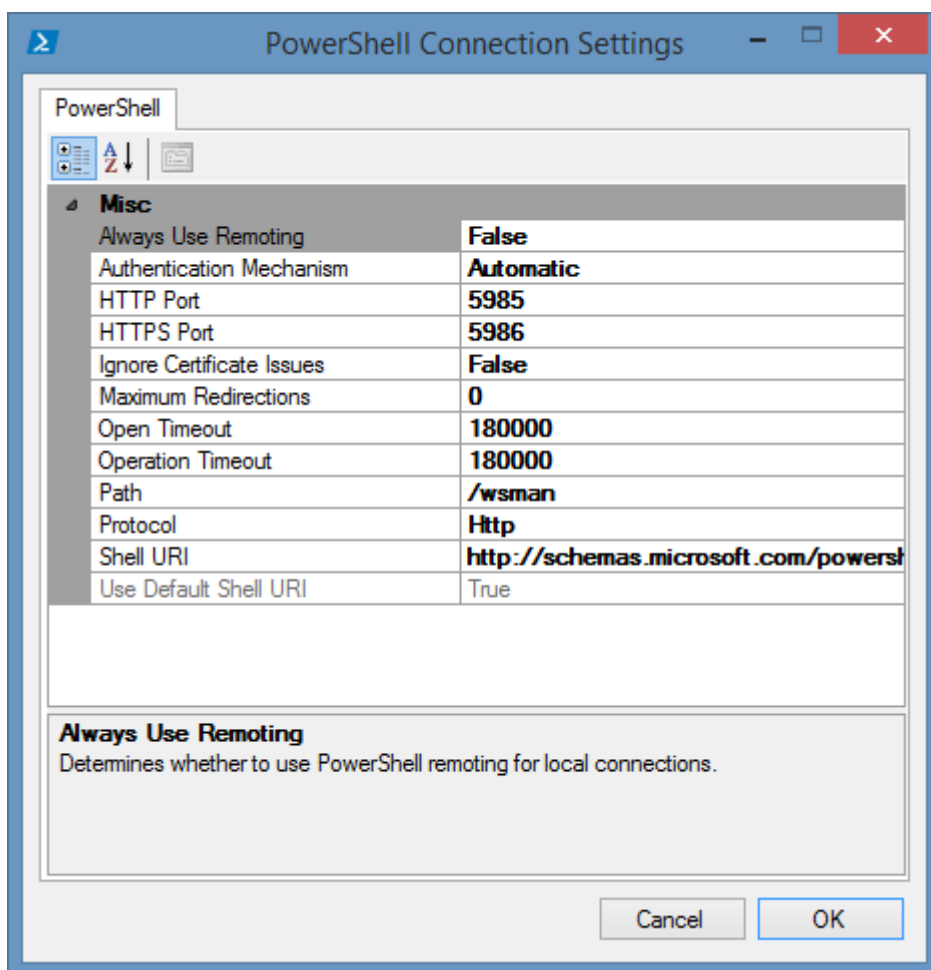 PowerShell Connection Settings
PowerShell
Misc
Always Use Remoting False
Authentication Mechanism Automatic
HTTP Port 5985
HTTPS Port 5986
Ignore Certificate Issues False
Maximum Redirections 0
Open Timeout 180000
Operation Timeout 180000
Path /wsman
Protocol Http
Shell URI http://schemas.microsoft.com/powersh
Use Default Shell URI True
Always Use Remoting
Determines whether to use PowerShell remoting for local connections.
Cancel OK